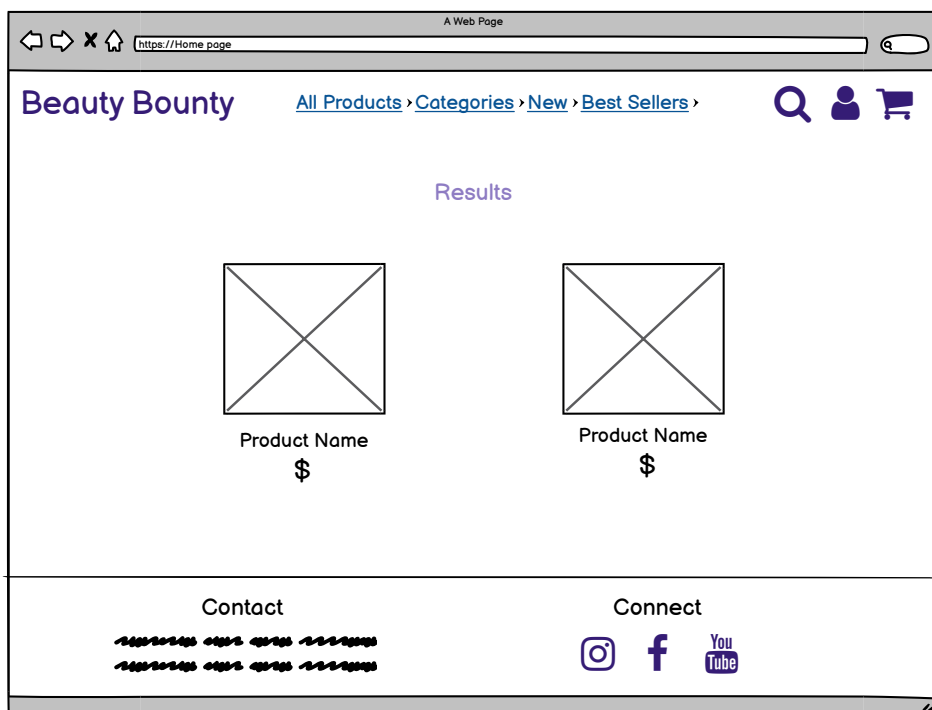 A Web Page
https://Home page
Beauty Bounty
All Products › Categories › New › Best Sellers ›
Results
Product Name
$
Product Name
$
Contact
Connect
You
Tube